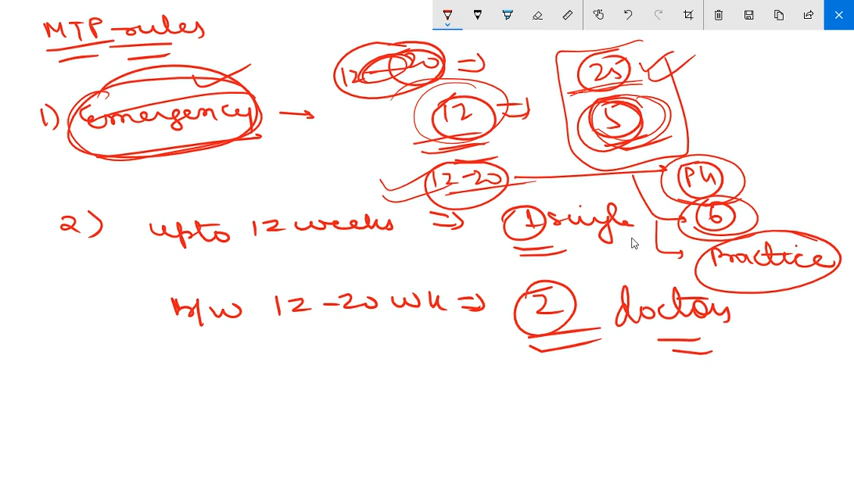 MTP rules
12-20 ⇒ 25
1) Emergency → 12 ⇒ 5
12-20 → PG
6
2) upto 12 weeks ⇒ 1 single
Practice
b/w 12-20 wk ⇒ 2 doctors